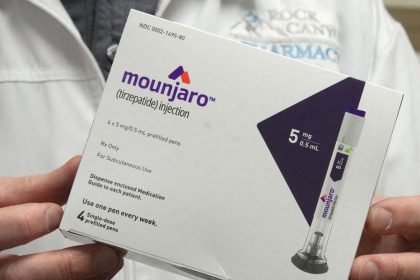 ROCK
CANY
PHARMACY
NDC 0002-1495-80
mounjaro™
(tirzepatide) injection
4 x 5 mg/0.5 mL prefilled pens
Rx Only
For Subcutaneous Use
Dispense enclosed Medication
Guide to each patient.
Use one pen every week.
4 Single-dose
prefilled pens
5 mg
0.5 mL
mounjaro